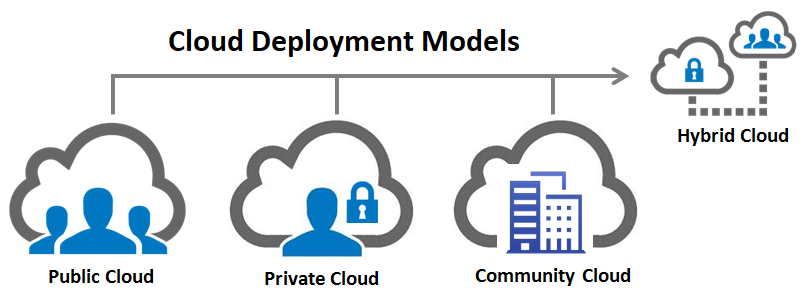 Cloud Deployment Models
Hybrid Cloud
Public Cloud
Private Cloud
Community Cloud